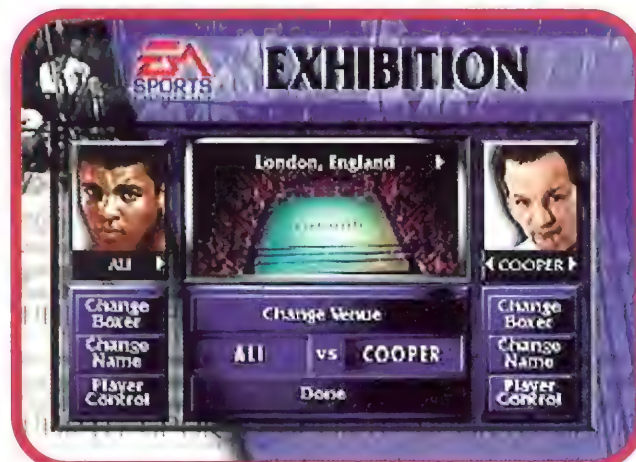 EA
SPORTS
EXHIBITION
London, England
ALI
COOPER
Change
Boxer
Change
Name
Player
Control
Change Venue
ALI vs COOPER
Done
Change
Boxer
Change
Name
Player
Control